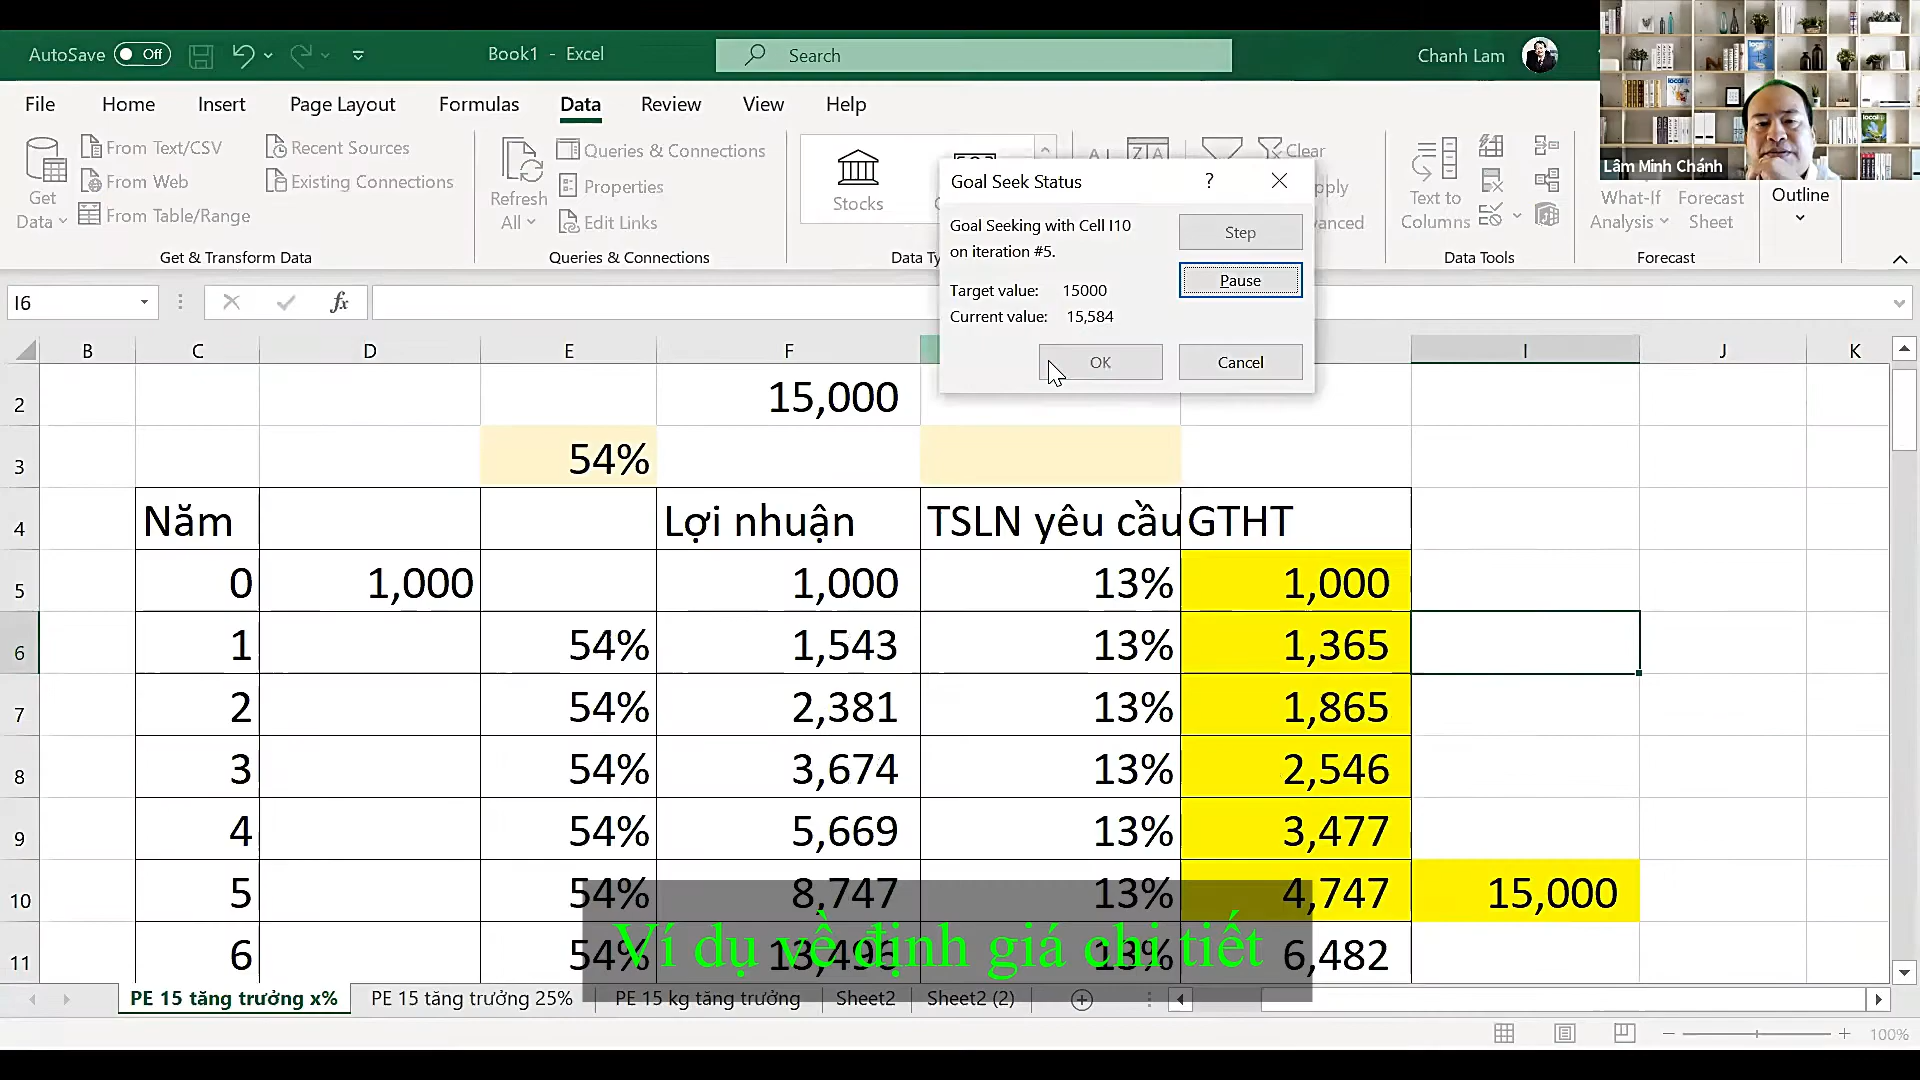 AutoSave Off Book1 - Excel Search Chanh Lam
File Home Insert Page Layout Formulas Data Review View Help
Get Data
From Text/CSV
From Web
From Table/Range
Recent Sources
Existing Connections
Get & Transform Data
Refresh All
Queries & Connections
Properties
Edit Links
Queries & Connections
Stocks
Clear
Text to Columns
Data Tools
What-If Analysis
Forecast Sheet
Forecast
Outline
Lâm Minh Chánh
Goal Seek Status ?
Goal Seeking with Cell I10
on iteration #5.
Target value: 15000
Current value: 15,584
Step
Pause
OK Cancel
I6 fx
B C D E F I J K
2 15,000
3 54%
4 Năm Lợi nhuận TSLN yêu cầu GTHT
5 0 1,000 1,000 13% 1,000
6 1 54% 1,543 13% 1,365
7 2 54% 2,381 13% 1,865
8 3 54% 3,674 13% 2,546
9 4 54% 5,669 13% 3,477
10 5 54% 8,747 13% 4,747 15,000
11 6 54% 13,496 13% 6,482
Ví dụ về định giá chi tiết
PE 15 tăng trưởng x% PE 15 tăng trưởng 25% PE 15 kg tăng trưởng Sheet2 Sheet2 (2)
100%